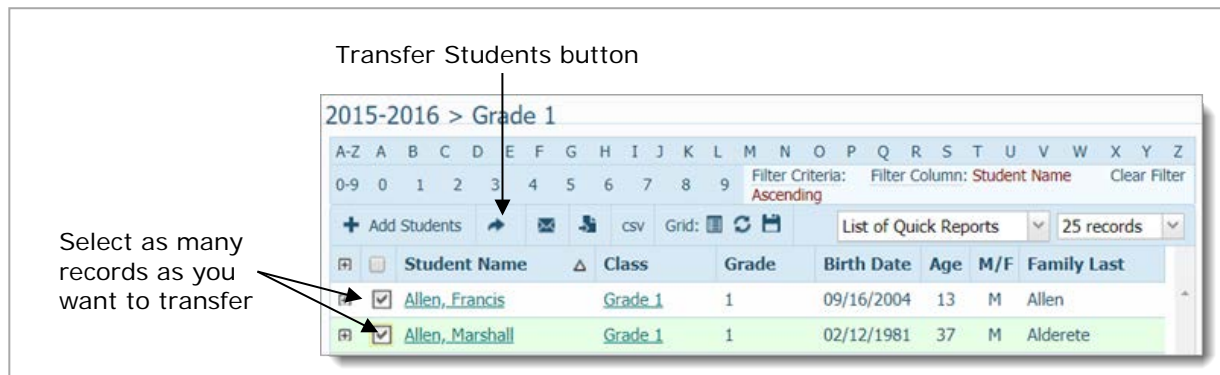 Transfer Students button
2015-2016 > Grade 1
A-Z A B C D E F G H I J K L M N O P Q R S T U V W X Y Z
0-9 0 1 2 3 4 5 6 7 8 9 Filter Criteria: Filter Column: Student Name Clear Filter
Ascending
Add Students csv Grid: List of Quick Reports 25 records
Student Name Class Grade Birth Date Age M/F Family Last
Select as many
records as you
want to transfer
Allen, Francis Grade 1 1 09/16/2004 13 M Allen
Allen, Marshall Grade 1 1 02/12/1981 37 M Alderete